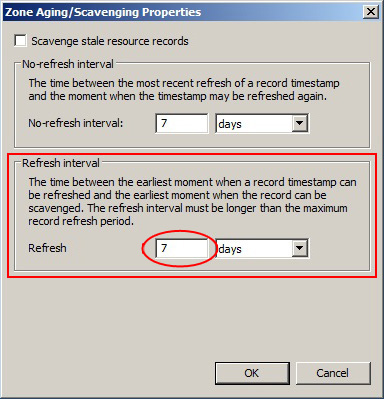 Zone Aging/Scavenging Properties
Scavenge stale resource records
No-refresh interval
The time between the most recent refresh of a record timestamp
and the moment when the timestamp may be refreshed again.
No-refresh interval: 7 days
Refresh interval
The time between the earliest moment when a record timestamp can
be refreshed and the earliest moment when the record can be
scavenged. The refresh interval must be longer than the maximum
record refresh period.
Refresh 7 days
OK Cancel